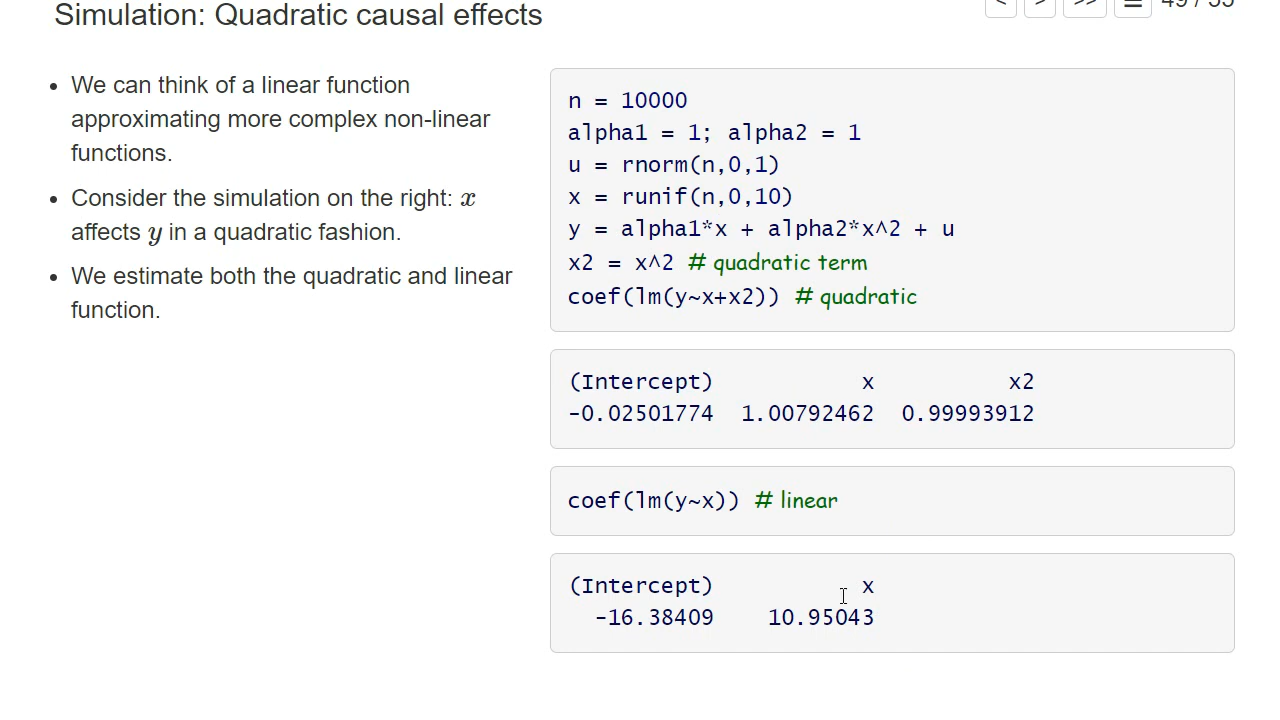 Simulation: Quadratic causal effects
< > >> ☰ 49 / 55
• We can think of a linear function
approximating more complex non-linear
functions.
• Consider the simulation on the right: x
affects y in a quadratic fashion.
• We estimate both the quadratic and linear
function.
n = 10000
alpha1 = 1; alpha2 = 1
u = rnorm(n,0,1)
x = runif(n,0,10)
y = alpha1*x + alpha2*x^2 + u
x2 = x^2 # quadratic term
coef(lm(y~x+x2)) # quadratic
(Intercept) x x2
-0.02501774 1.00792462 0.99993912
coef(lm(y~x)) # linear
(Intercept) x
-16.38409 10.95043